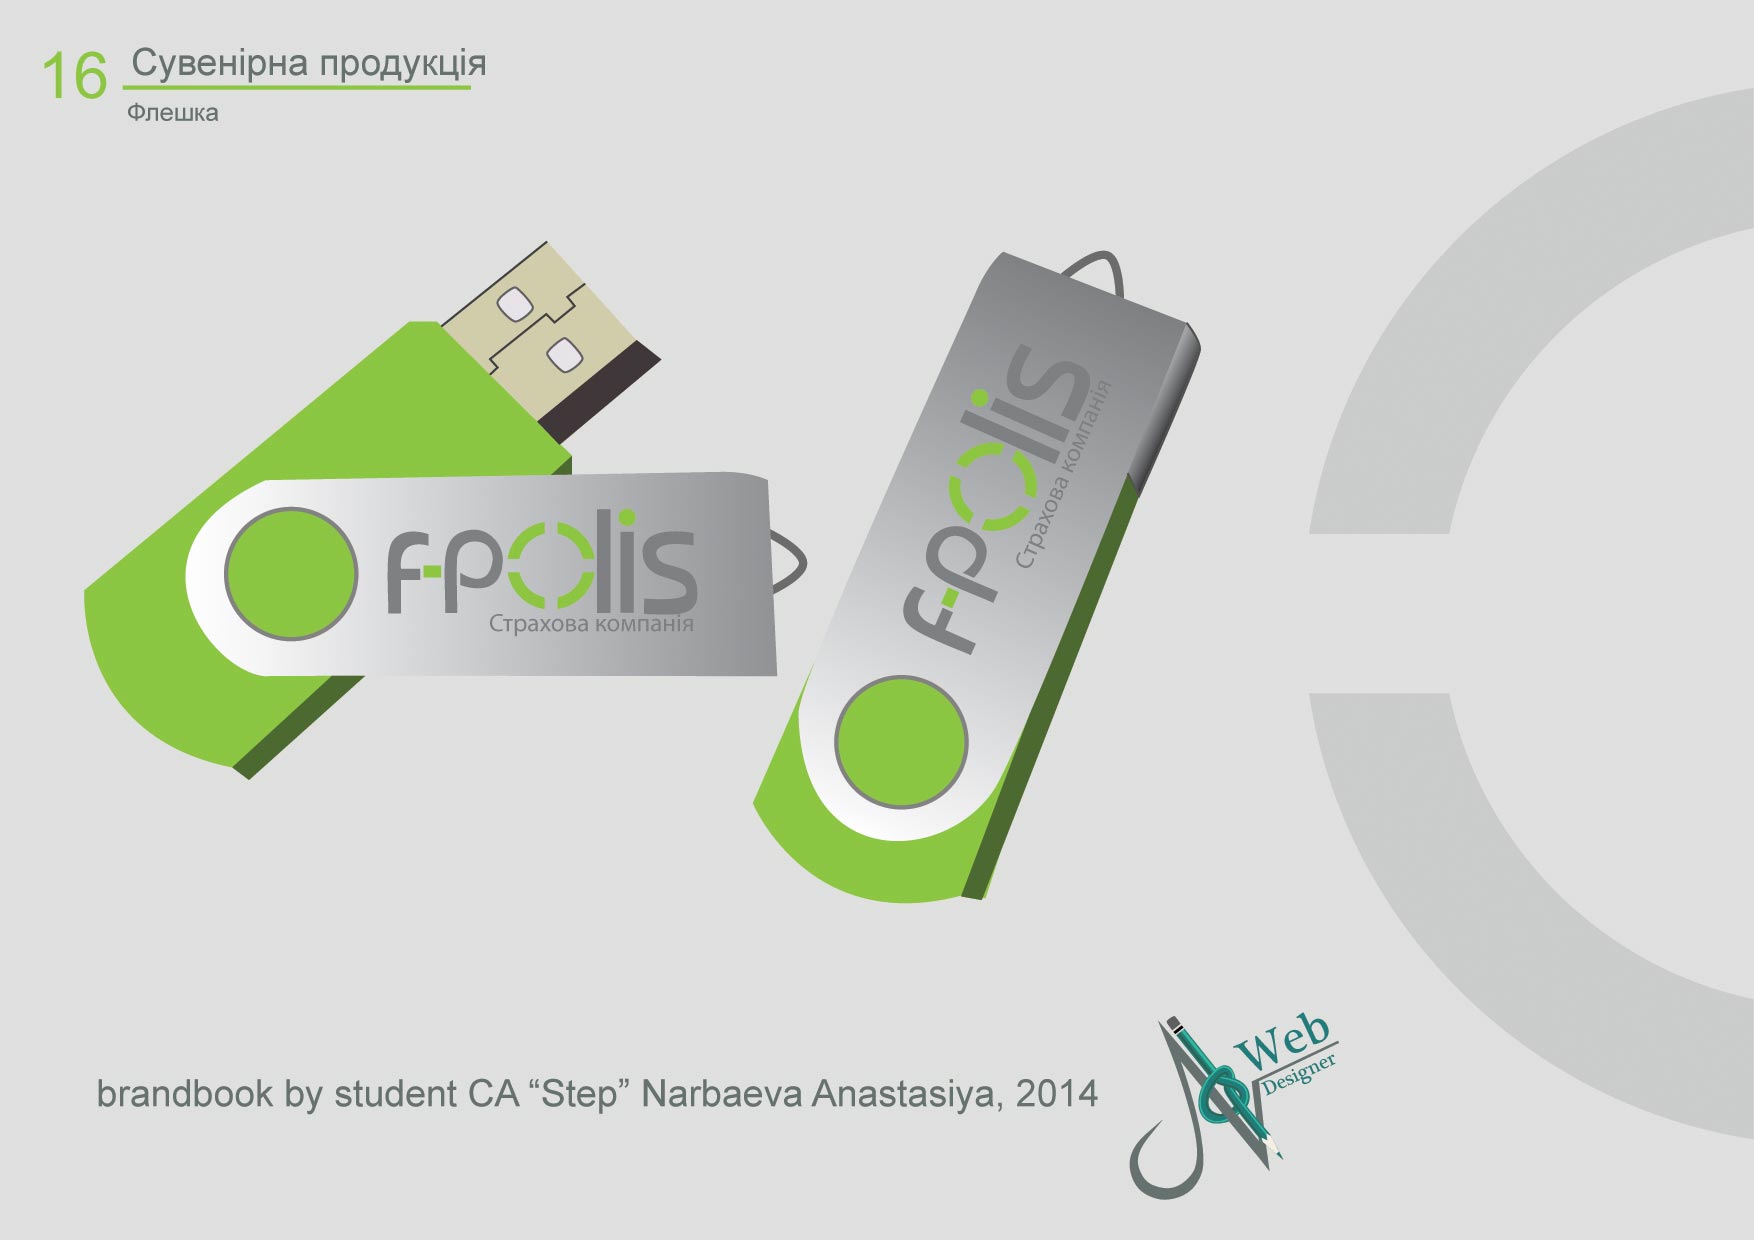 16 Сувенірна продукція
Флешка
F-polis
Страхова компанія
F-polis
Страхова компанія
brandbook by student CA “Step” Narbaeva Anastasiya, 2014
Web
Designer